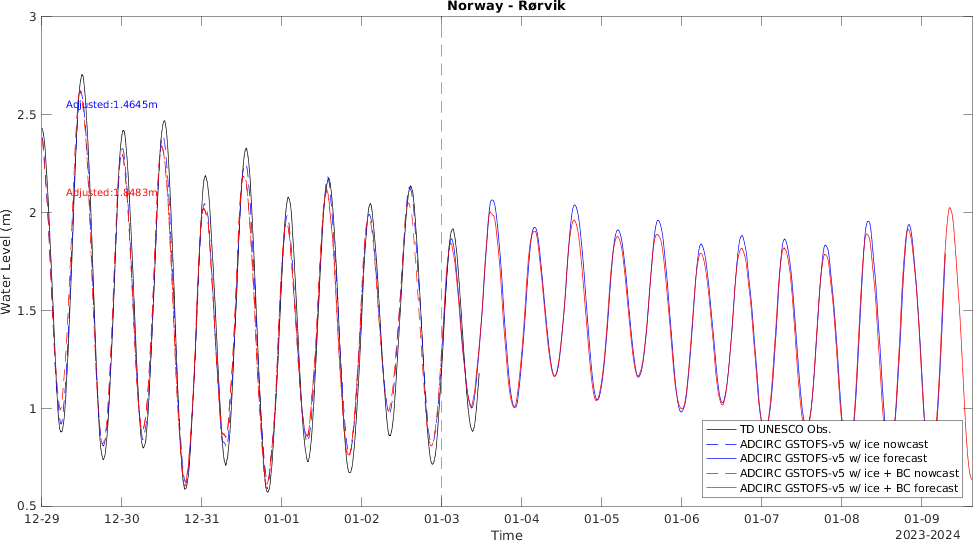 Norway - Rørvik
3
2.5
2
1.5
1
0.5
Water Level (m)
Adjusted:1.4645m
Adjusted:1.8483m
TD UNESCO Obs.
ADCIRC GSTOFS-v5 w/ ice nowcast
ADCIRC GSTOFS-v5 w/ ice forecast
ADCIRC GSTOFS-v5 w/ ice + BC nowcast
ADCIRC GSTOFS-v5 w/ ice + BC forecast
12-29 12-30 12-31 01-01 01-02 01-03 01-04 01-05 01-06 01-07 01-08 01-09
Time
2023-2024